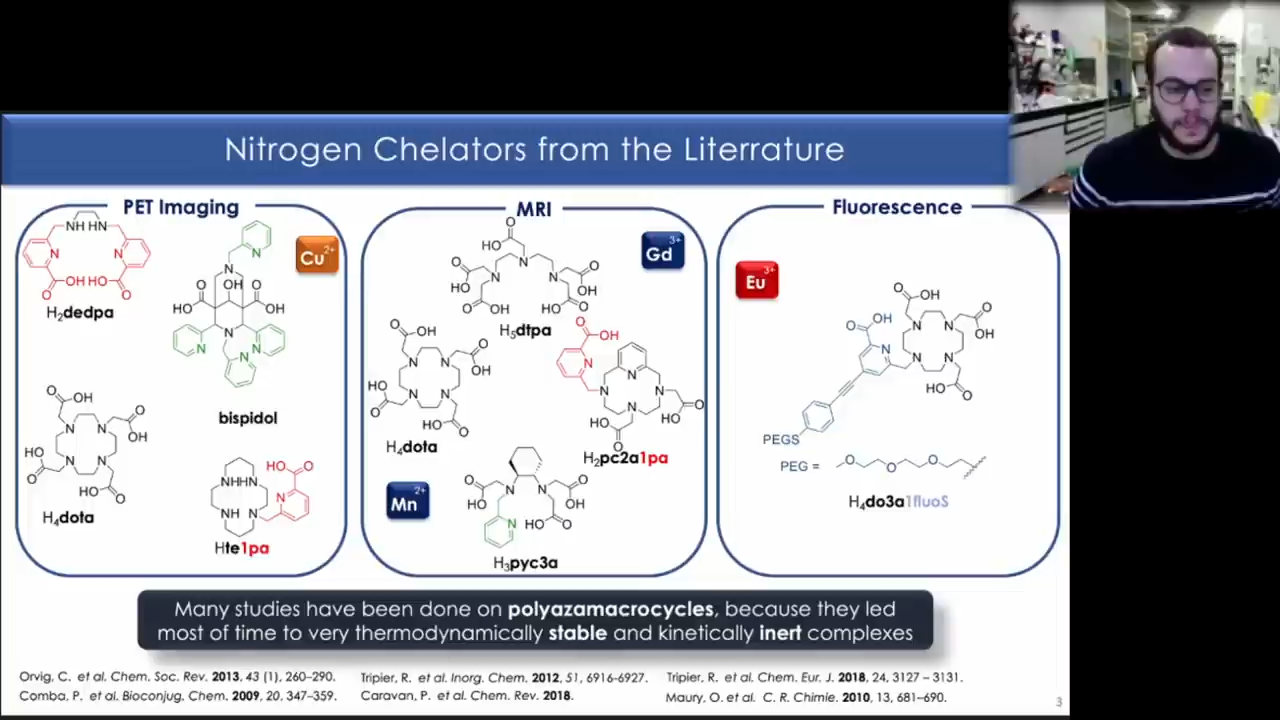 Nitrogen Chelators from the Literrature
PET Imaging
Cu2+
H2dedpa
bispidol
H4dota
Hte1pa
MRI
Gd3+
H5dtpa
H4dota
H2pc2a1pa
Mn2+
H3pyc3a
Fluorescence
Eu3+
PEGS
PEG =
H4do3a1fluoS
Many studies have been done on polyazamacrocycles, because they led
most of time to very thermodynamically stable and kinetically inert complexes
Orvig, C. et al. Chem. Soc. Rev. 2013, 43 (1), 260–290.
Comba, P. et al. Bioconjug, Chem. 2009, 20, 347–359.
Tripier, R. et al. Inorg. Chem. 2012, 51, 6916-6927.
Caravan, P. et al. Chem. Rev. 2018.
Tripier, R. et al. Chem. Eur. J. 2018, 24, 3127 – 3131.
Maury, O. et al. C. R. Chimie. 2010, 13, 681–690.
3